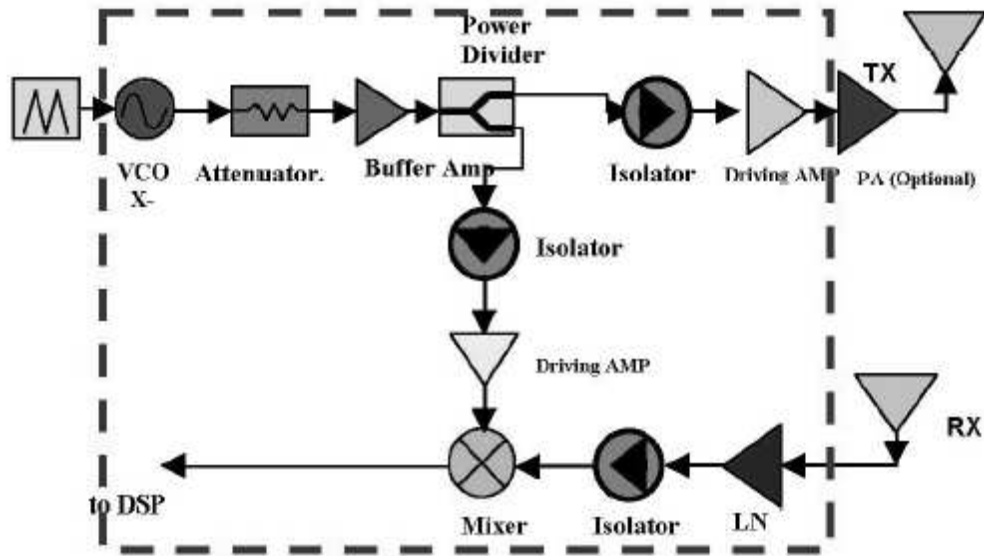 Power
Divider
TX
VCO
X-
Attenuator.
Buffer Amp
Isolator
Driving AMP
PA (Optional)
Isolator
Driving AMP
RX
to DSP
Mixer
Isolator
LN